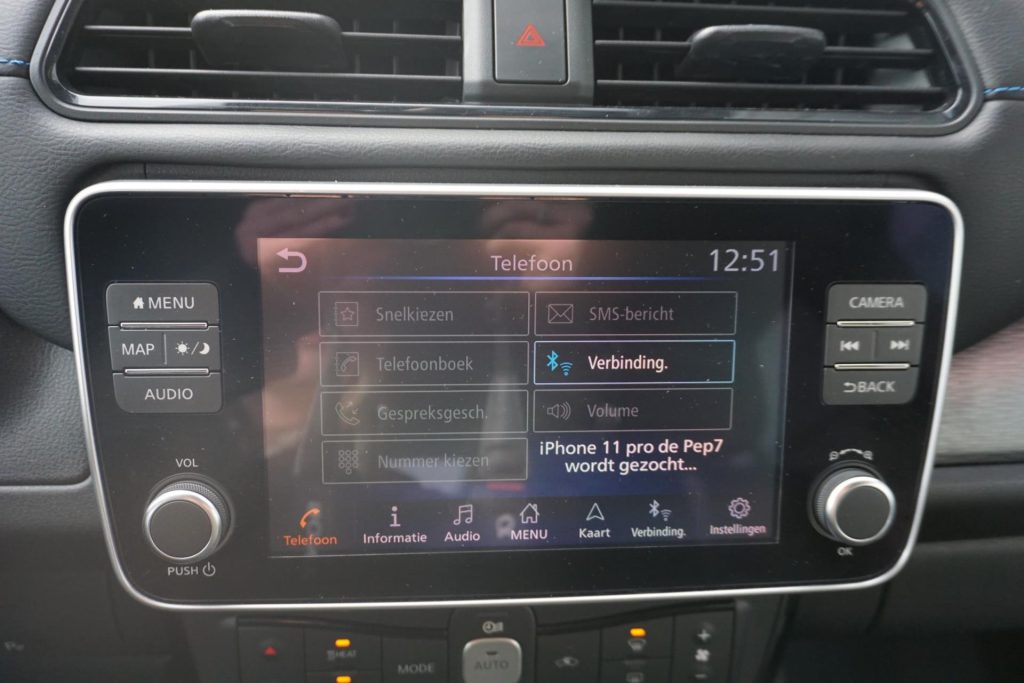 Telefoon
12:51
MENU
MAP
AUDIO
Snelkiezen
SMS-bericht
Telefoonboek
Verbinding.
Gespreksgesch.
Volume
Nummer kiezen
iPhone 11 pro de Pep7
wordt gezocht...
Telefoon
Informatie
Audio
MENU
Kaart
Verbinding.
Instellingen
CAMERA
BACK
VOL
PUSH
OK
HEAT
MODE
AUTO